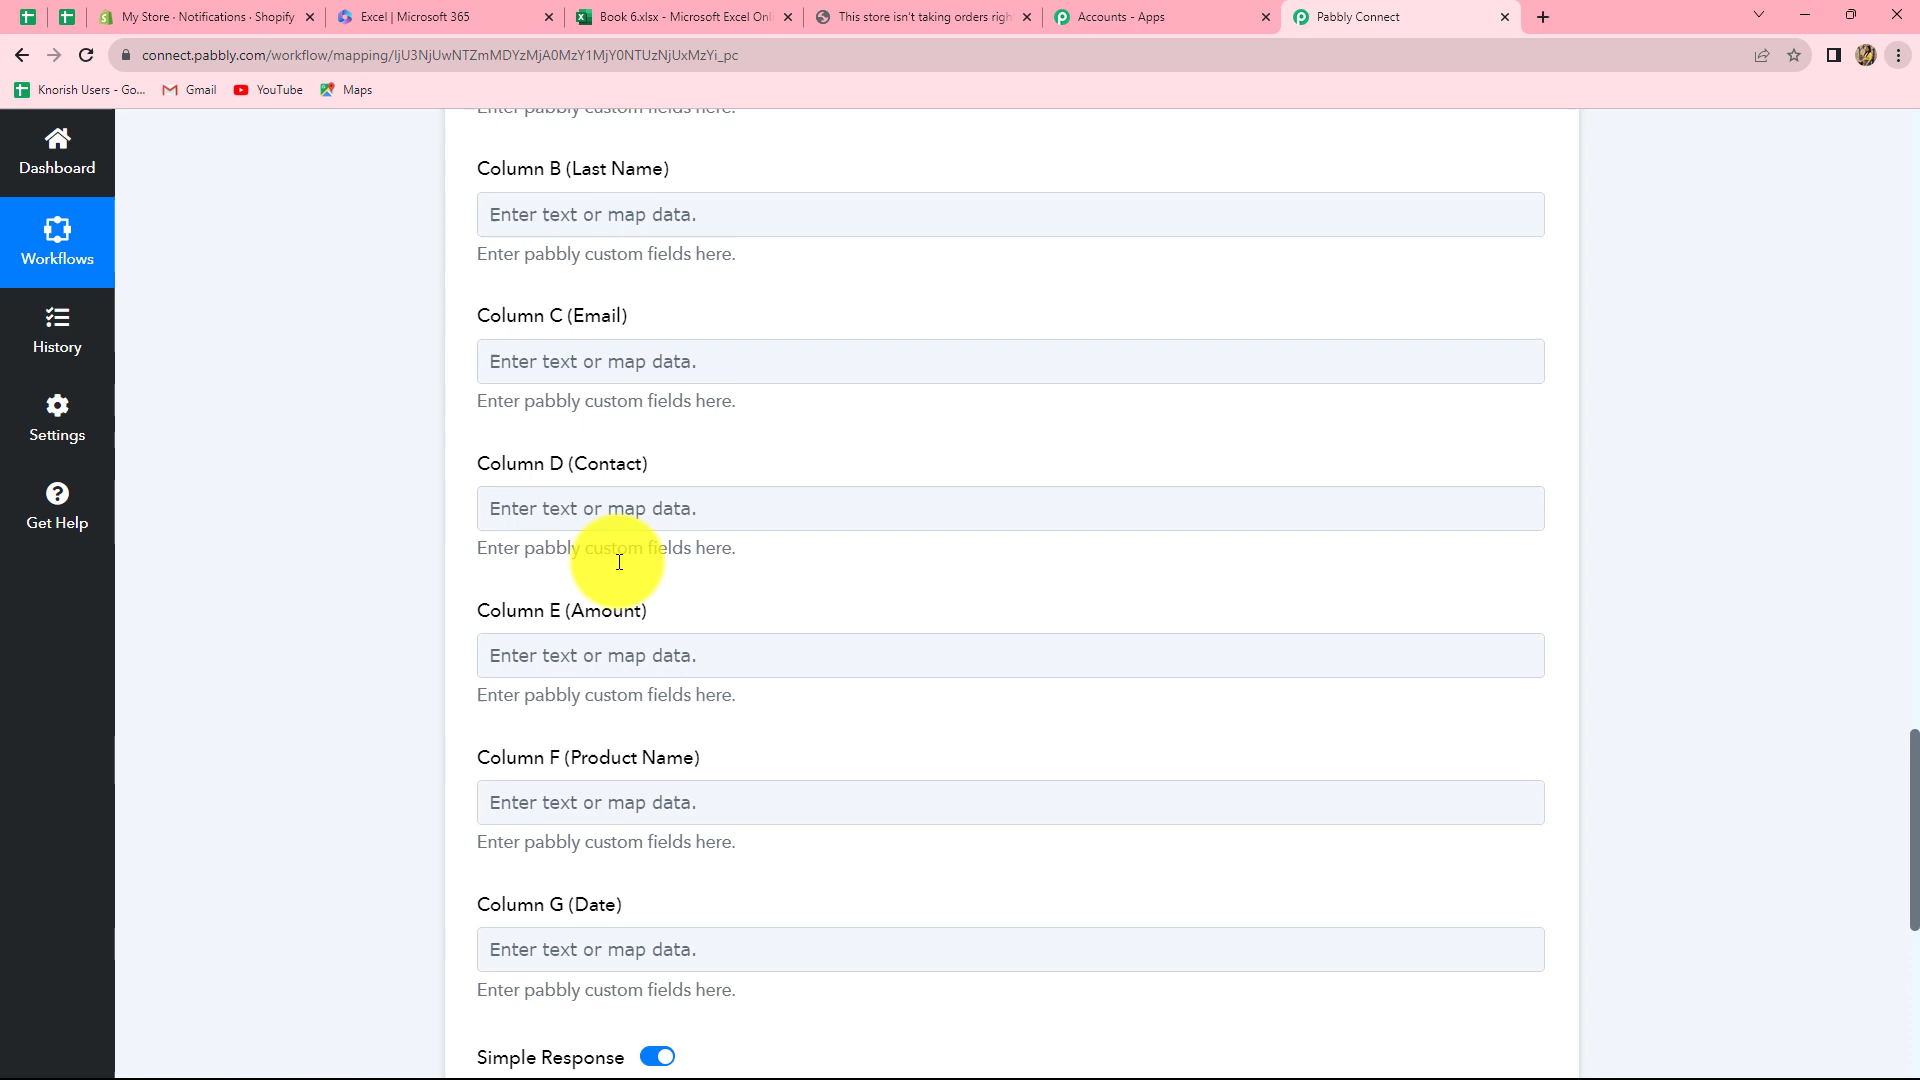 My Store · Notifications · Shopify
Excel | Microsoft 365
Book 6.xlsx - Microsoft Excel Onli
This store isn't taking orders righ
Accounts - Apps
Pabbly Connect
connect.pabbly.com/workflow/mapping/IjU3NjUwNTZmMDYzMjA0MzY1MjY0NTUzNjUxMzYi_pc
Knorish Users - Go...
Gmail
YouTube
Maps
Dashboard
Workflows
History
Settings
Get Help
Enter pabbly custom fields here.
Column B (Last Name)
Enter text or map data.
Enter pabbly custom fields here.
Column C (Email)
Enter text or map data.
Enter pabbly custom fields here.
Column D (Contact)
Enter text or map data.
Enter pabbly custom fields here.
Column E (Amount)
Enter text or map data.
Enter pabbly custom fields here.
Column F (Product Name)
Enter text or map data.
Enter pabbly custom fields here.
Column G (Date)
Enter text or map data.
Enter pabbly custom fields here.
Simple Response